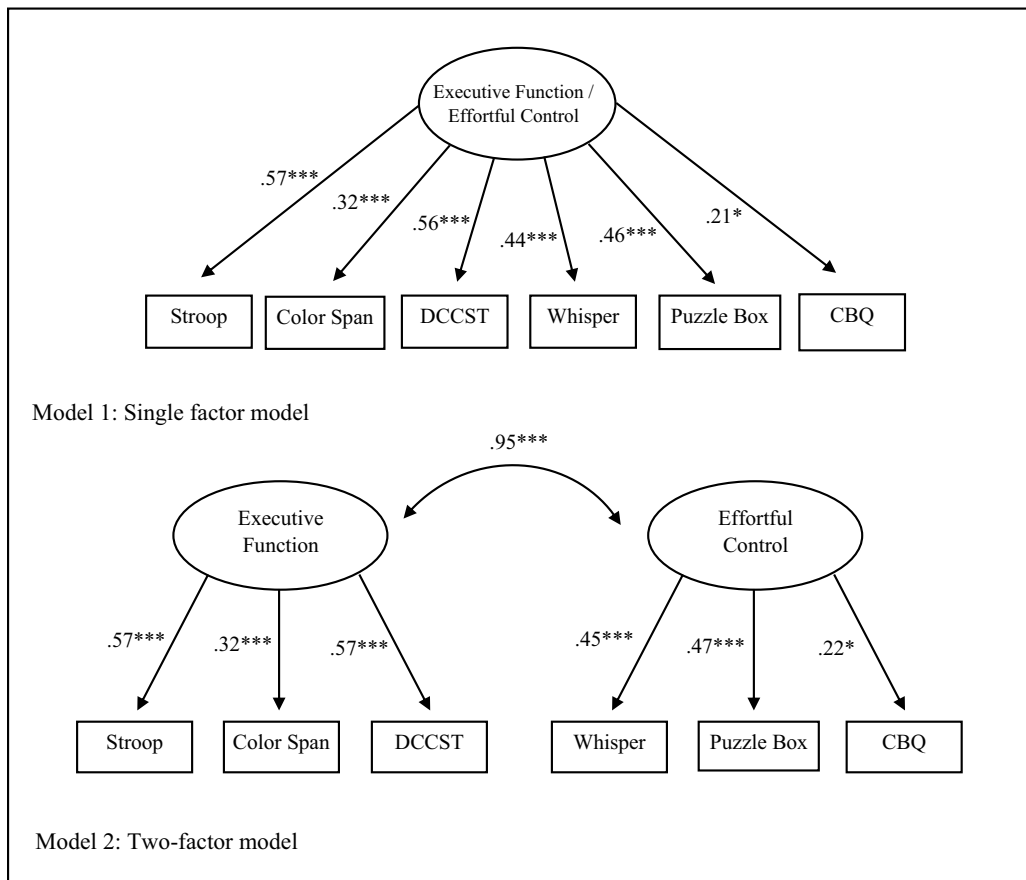 Executive Function /
Effortful Control
.57***
.32***
.56***
.44***
.46***
.21*
Stroop
Color Span
DCCST
Whisper
Puzzle Box
CBQ
Model 1: Single factor model
.95***
Executive
Function
Effortful
Control
.57***
.32***
.57***
.45***
.47***
.22*
Stroop
Color Span
DCCST
Whisper
Puzzle Box
CBQ
Model 2: Two-factor model